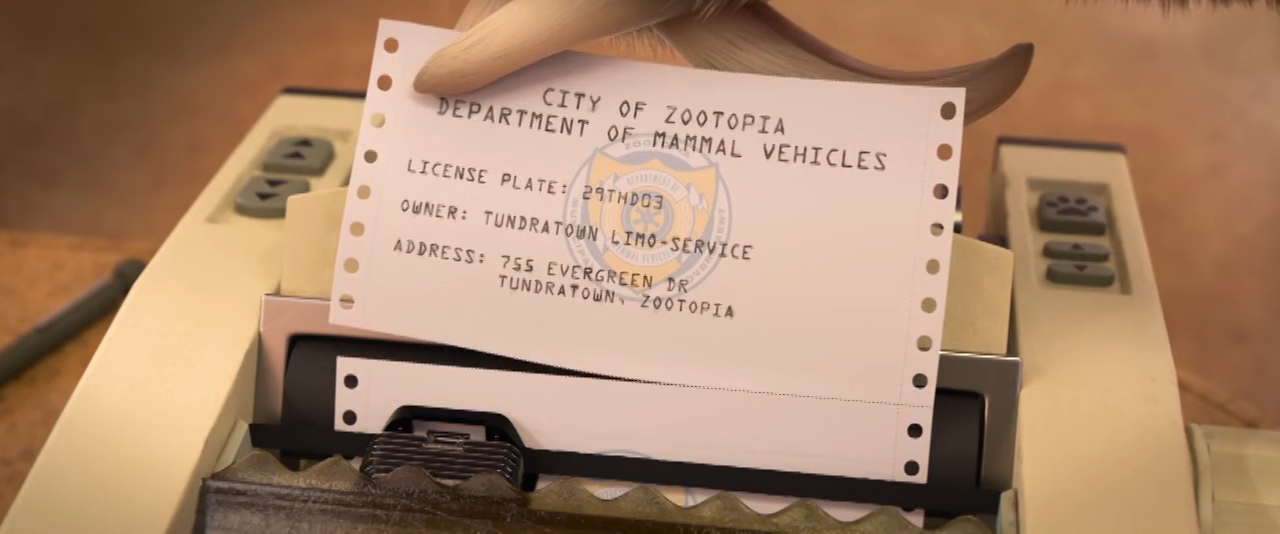 CITY OF ZOOTOPIA
DEPARTMENT OF MAMMAL VEHICLES
LICENSE PLATE: 29THD03
OWNER: TUNDRATOWN LIMO-SERVICE
ADDRESS: 755 EVERGREEN DR
TUNDRATOWN, ZOOTOPIA